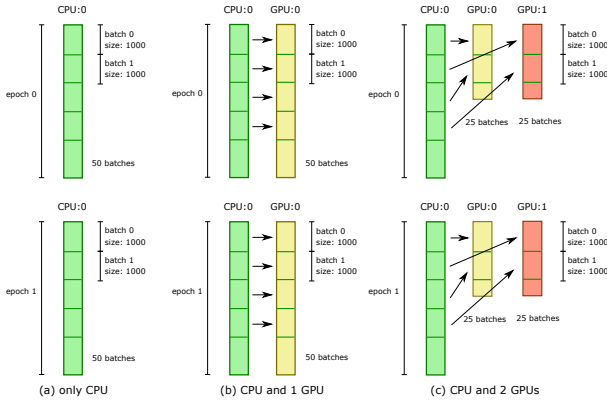 CPU:0
batch 0
size: 1000
batch 1
size: 1000
epoch 0
50 batches
CPU:0 GPU:0
batch 0
size: 1000
batch 1
size: 1000
epoch 0
50 batches
CPU:0 GPU:0 GPU:1
batch 0
size: 1000
batch 1
size: 1000
epoch 0
25 batches 25 batches
CPU:0
batch 0
size: 1000
batch 1
size: 1000
epoch 1
50 batches
CPU:0 GPU:0
batch 0
size: 1000
batch 1
size: 1000
epoch 1
50 batches
CPU:0 GPU:0 GPU:1
batch 0
size: 1000
batch 1
size: 1000
epoch 1
25 batches 25 batches
(a) only CPU
(b) CPU and 1 GPU
(c) CPU and 2 GPUs